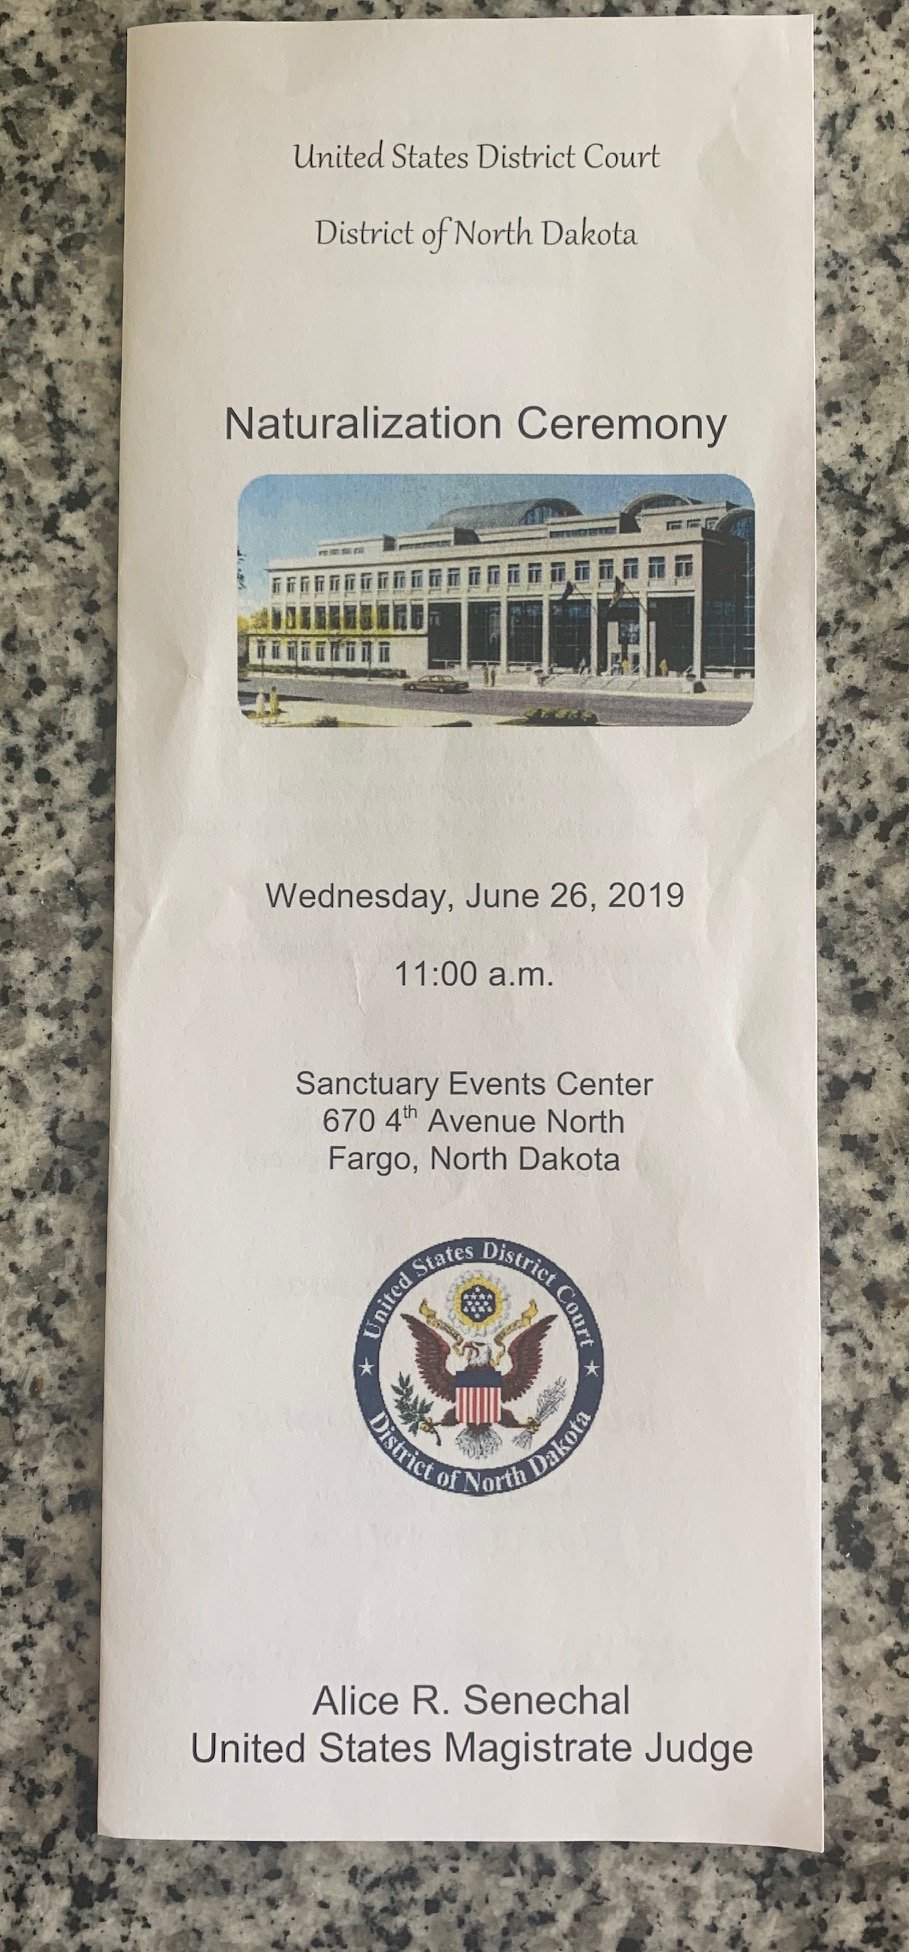 United States District Court
District of North Dakota
Naturalization Ceremony
Wednesday, June 26, 2019
11:00 a.m.
Sanctuary Events Center
670 4th Avenue North
Fargo, North Dakota
United States District Court
District of North Dakota
Alice R. Senechal
United States Magistrate Judge